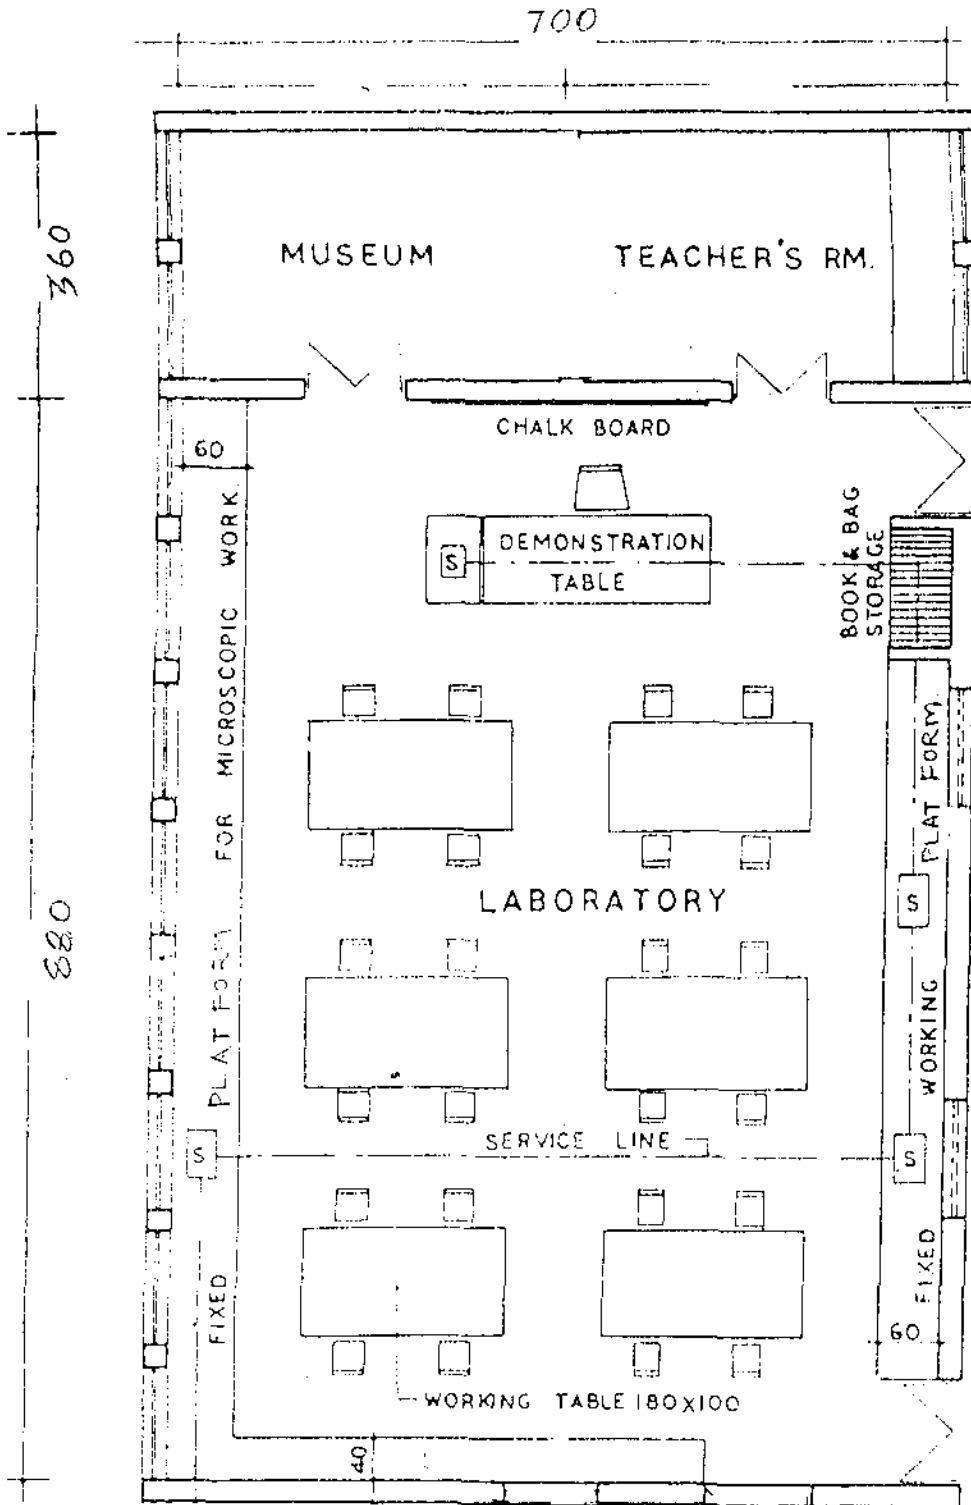 700
360
MUSEUM
TEACHER'S RM.
CHALK BOARD
60
DEMONSTRATION
TABLE
S
BOOK & BAG
STORAGE
FIXED PLAT FORM FOR MICROSCOPIC WORK
FIXED WORKING PLAT FORM
LABORATORY
S
880
SERVICE LINE
S
S
60
WORKING TABLE 180X100
40